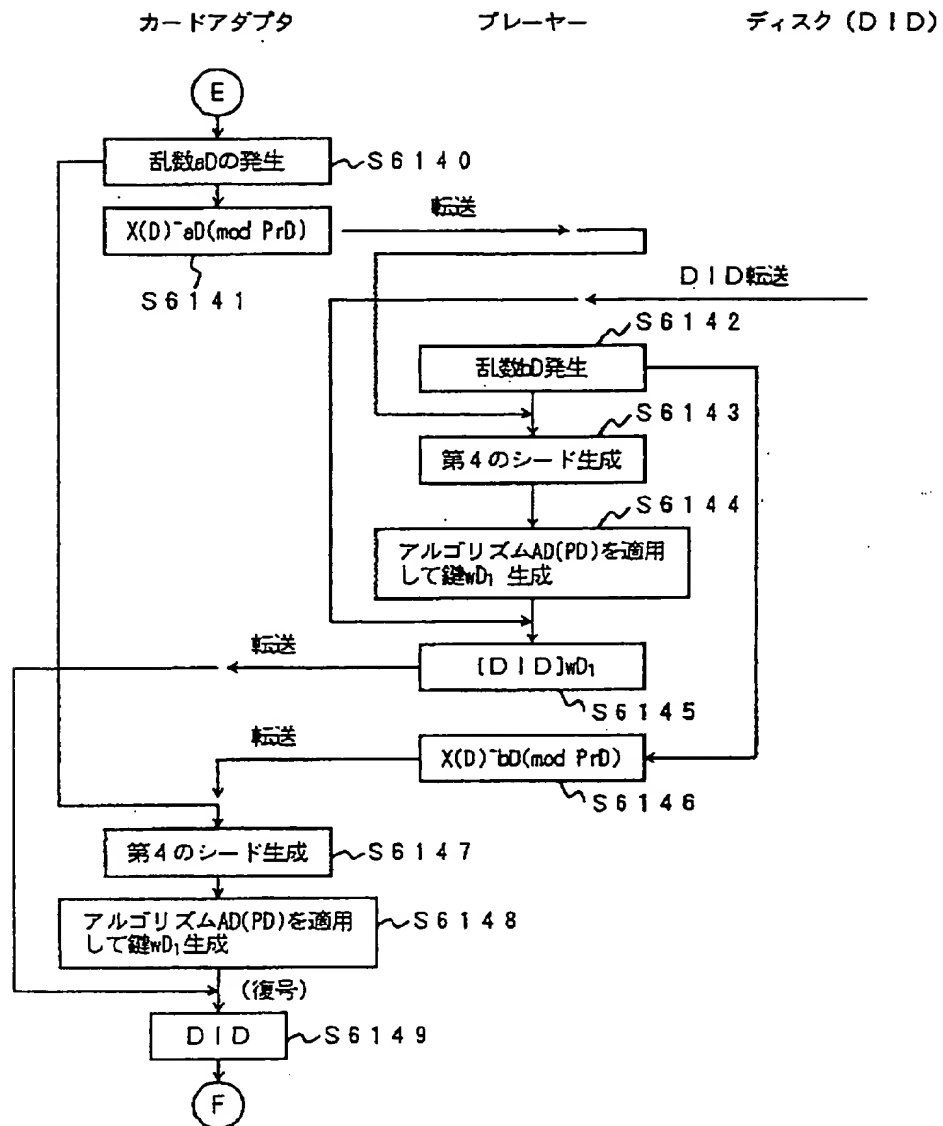 カードアダプタ
プレーヤー
ディスク（DID）
E
乱数aDの発生
S6140
X(D)^aD(mod PrD)
転送
S6141
DID転送
S6142
乱数bD発生
S6143
第4のシード生成
S6144
アルゴリズムAD(PD)を適用
して鍵wD₁生成
転送
[DID]wD₁
S6145
転送
X(D)^bD(mod PrD)
S6146
第4のシード生成
S6147
アルゴリズムAD(PD)を適用
して鍵wD₁生成
S6148
(復号)
DID
S6149
F